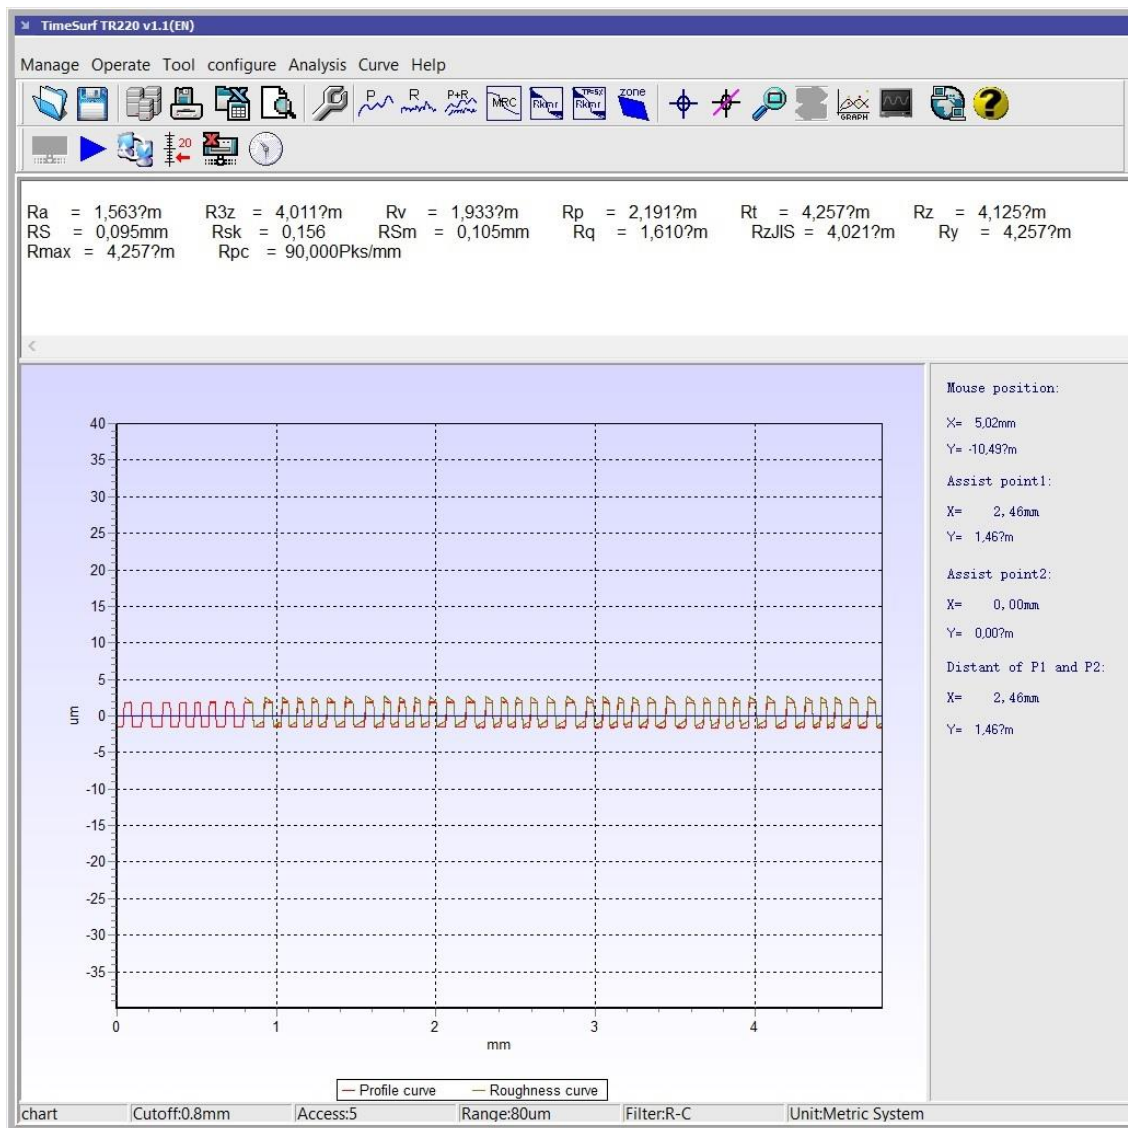 TimeSurf TR220 v1.1(EN)
Manage Operate Tool configure Analysis Curve Help
P R P+R MRC Rkmr TP=5% Rkmr zone GRAPH
20
Ra = 1,563?m R3z = 4,011?m Rv = 1,933?m Rp = 2,191?m Rt = 4,257?m Rz = 4,125?m
RS = 0,095mm Rsk = 0,156 RSm = 0,105mm Rq = 1,610?m RzJIS = 4,021?m Ry = 4,257?m
Rmax = 4,257?m Rpc = 90,000Pks/mm
Mouse position:
X= 5,02mm
Y= -10,49?m
Assist point1:
X= 2,46mm
Y= 1,46?m
Assist point2:
X= 0,00mm
Y= 0,00?m
Distant of P1 and P2:
X= 2,46mm
Y= 1,46?m
40
35
30
25
20
15
10
5
0
-5
-10
-15
-20
-25
-30
-35
um
0 1 2 3 4
mm
Profile curve Roughness curve
chart Cutoff:0.8mm Access:5 Range:80um Filter:R-C Unit:Metric System